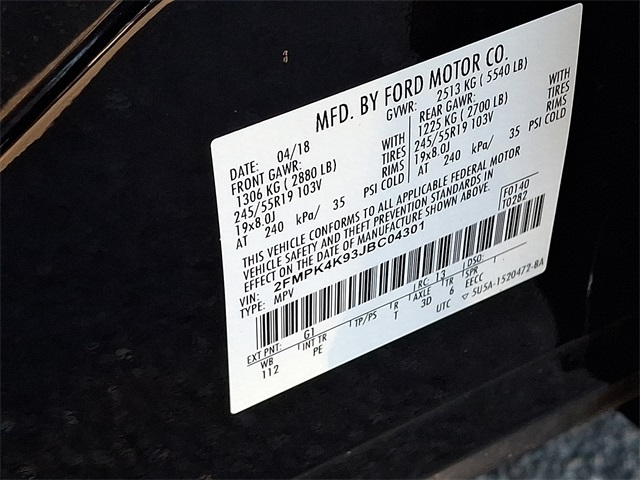 MFD. BY FORD MOTOR CO.
DATE: 04/18 GVWR: 2513 KG ( 5540 LB)
FRONT GAWR: REAR GAWR:
1306 KG ( 2880 LB) WITH 1225 KG ( 2700 LB) WITH
245/55R19 103V TIRES 245/55R19 103V TIRES
19x8.0J RIMS 19x8.0J RIMS
AT 240 kPa/ 35 PSI COLD AT 240 kPa/ 35 PSI COLD
THIS VEHICLE CONFORMS TO ALL APPLICABLE FEDERAL MOTOR
VEHICLE SAFETY AND THEFT PREVENTION STANDARDS IN
EFFECT ON THE DATE OF MANUFACTURE SHOWN ABOVE.
F0140
T0282
VIN: 2FMPK4K93JBC04301
TYPE: MPV
EXT PNT: G1 RC: 13 DSO:
WB INT TR TP/PS R AXLE TR SPR
112 PE T 3D 6 EECC
UTC ▽ 5U5A-1520472-BA